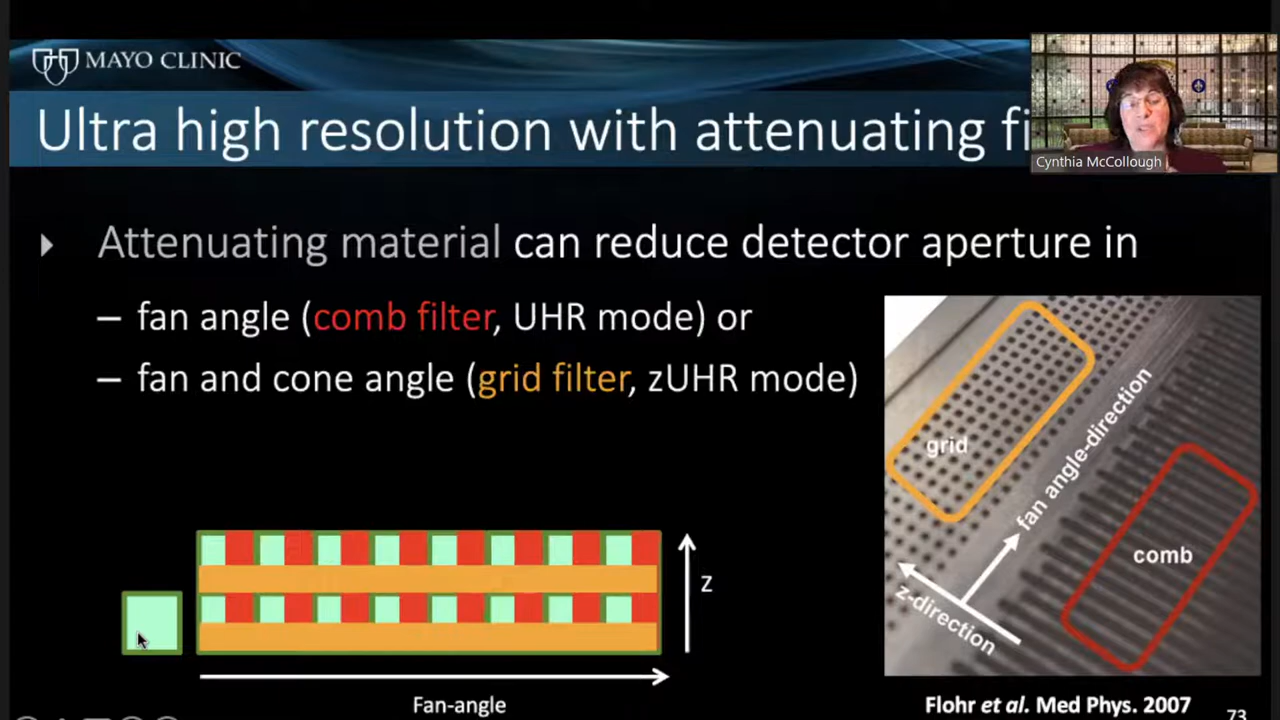 MAYO CLINIC
Ultra high resolution with attenuating
Cynthia McCollough
Attenuating material can reduce detector aperture in
– fan angle (comb filter, UHR mode) or
– fan and cone angle (grid filter, zUHR mode)
grid
fan angle-direction
comb
z-direction
z
Fan-angle
Flohr et al. Med Phys. 2007
73